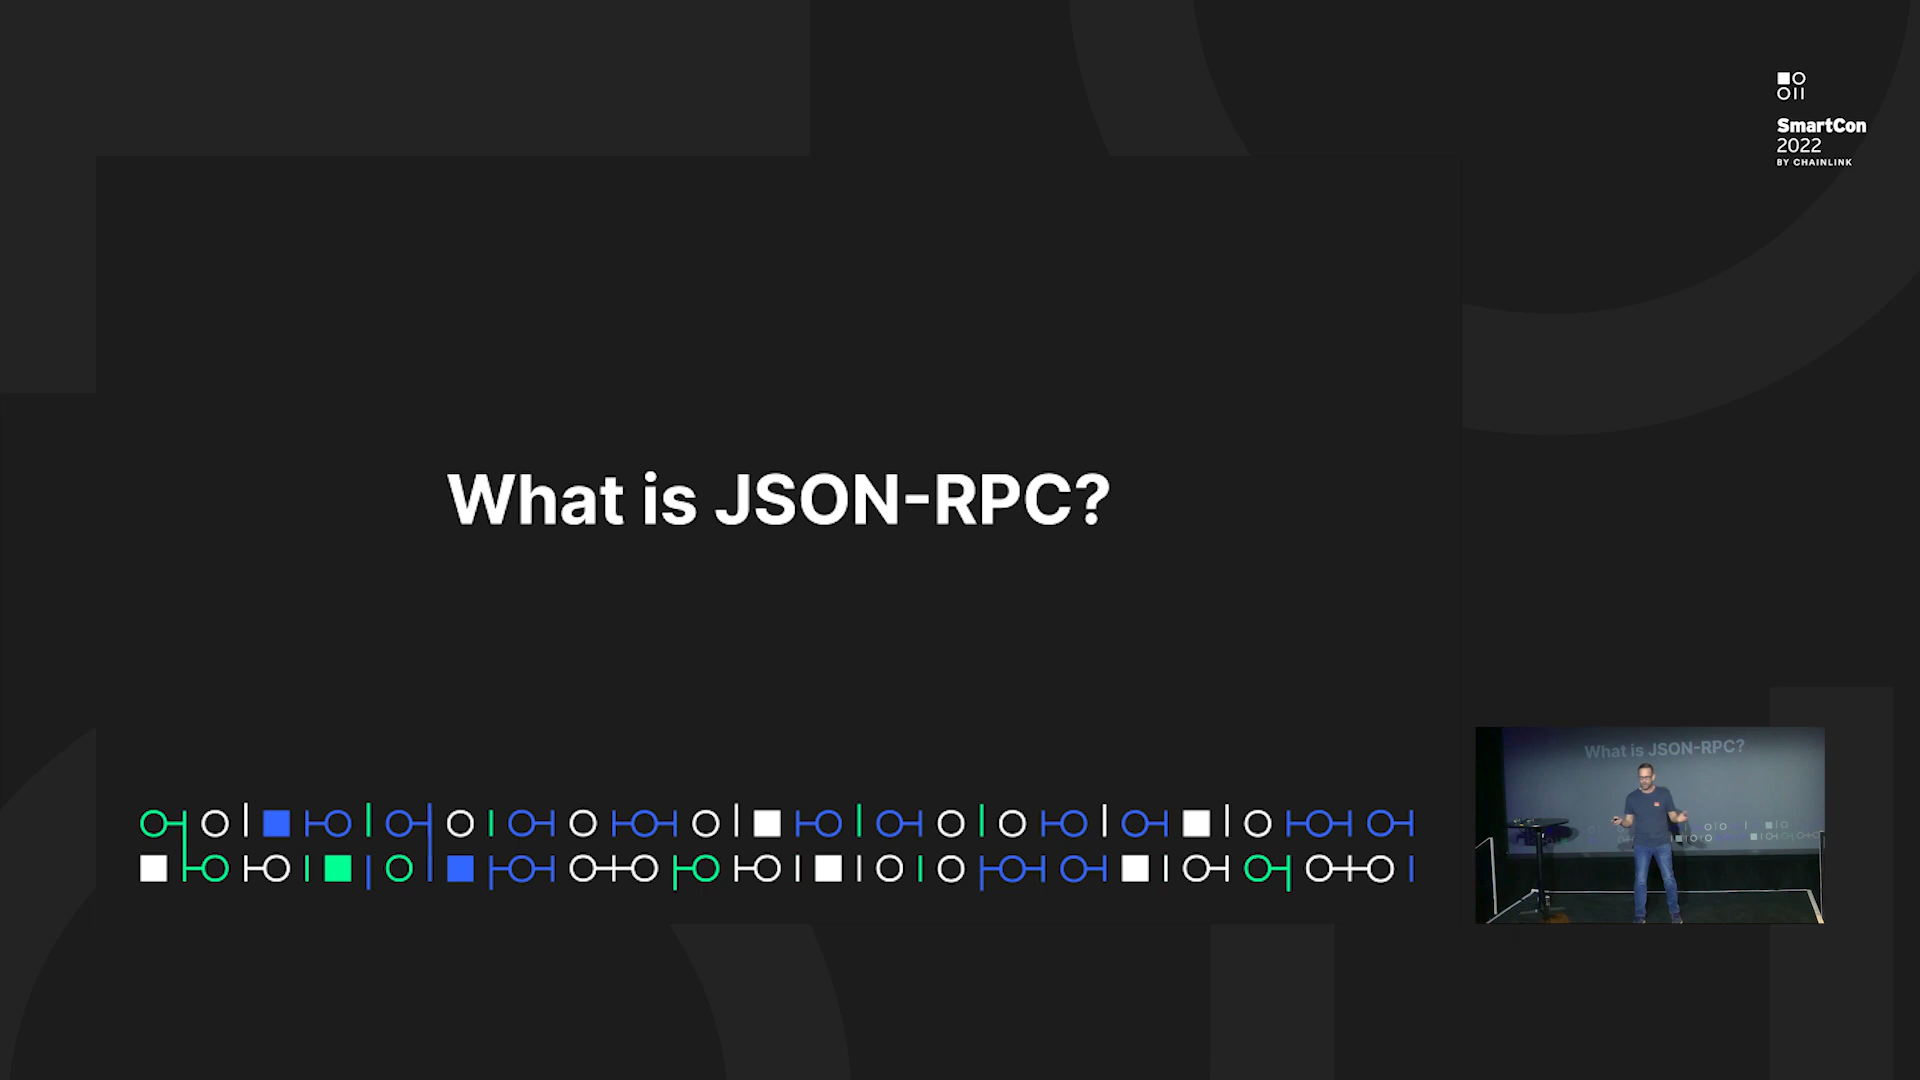 SmartCon
2022
BY CHAINLINK
What is JSON-RPC?
What is JSON-RPC?